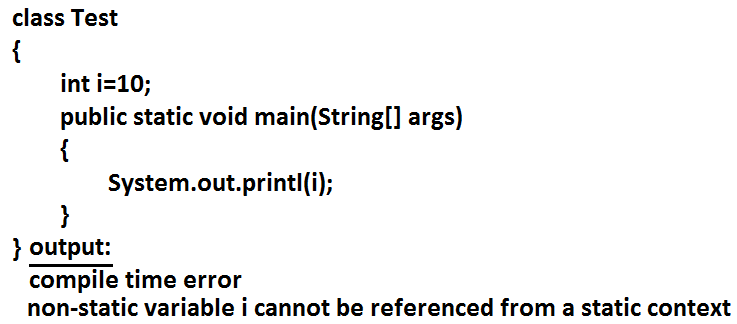 class Test
{
int i=10;
public static void main(String[] args)
{
System.out.printl(i);
}
} output:
compile time error
non-static variable i cannot be referenced from a static context